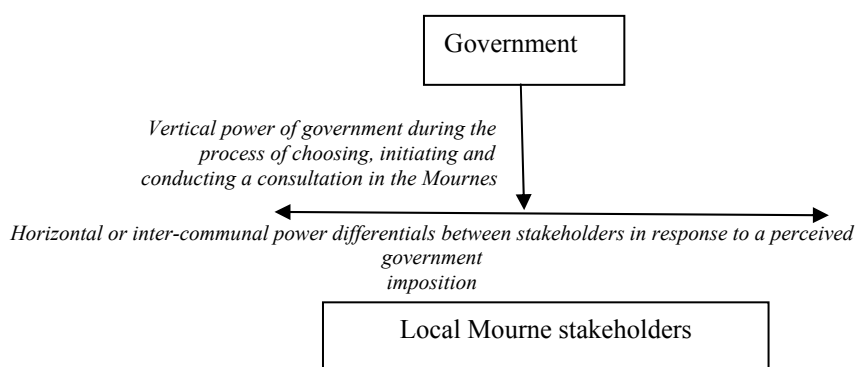 Government
Vertical power of government during the
process of choosing, initiating and
conducting a consultation in the Mournes
Horizontal or inter-communal power differentials between stakeholders in response to a perceived
government
imposition
Local Mourne stakeholders